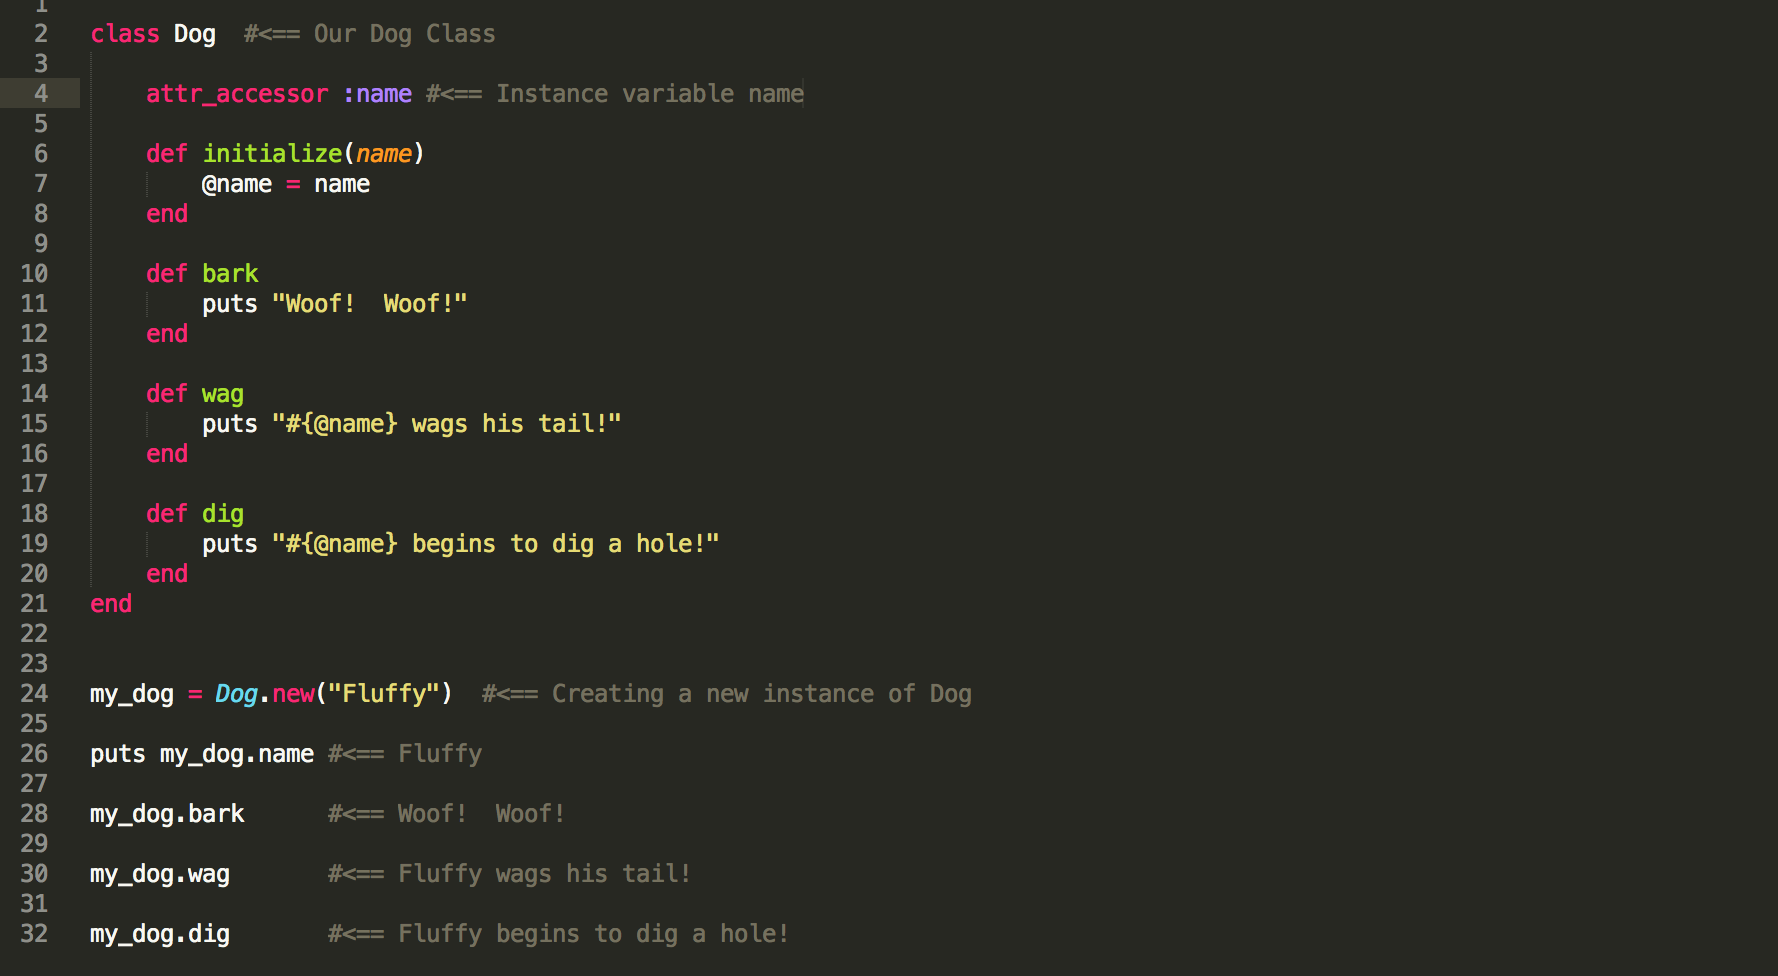 1
2 class Dog  #<== Our Dog Class
3
4     attr_accessor :name #<== Instance variable name
5
6     def initialize(name)
7         @name = name
8     end
9
10     def bark
11         puts "Woof!  Woof!"
12     end
13
14     def wag
15         puts "#{@name} wags his tail!"
16     end
17
18     def dig
19         puts "#{@name} begins to dig a hole!"
20     end
21 end
22
23
24 my_dog = Dog.new("Fluffy")  #<== Creating a new instance of Dog
25
26 puts my_dog.name #<== Fluffy
27
28 my_dog.bark      #<== Woof!  Woof!
29
30 my_dog.wag       #<== Fluffy wags his tail!
31
32 my_dog.dig       #<== Fluffy begins to dig a hole!